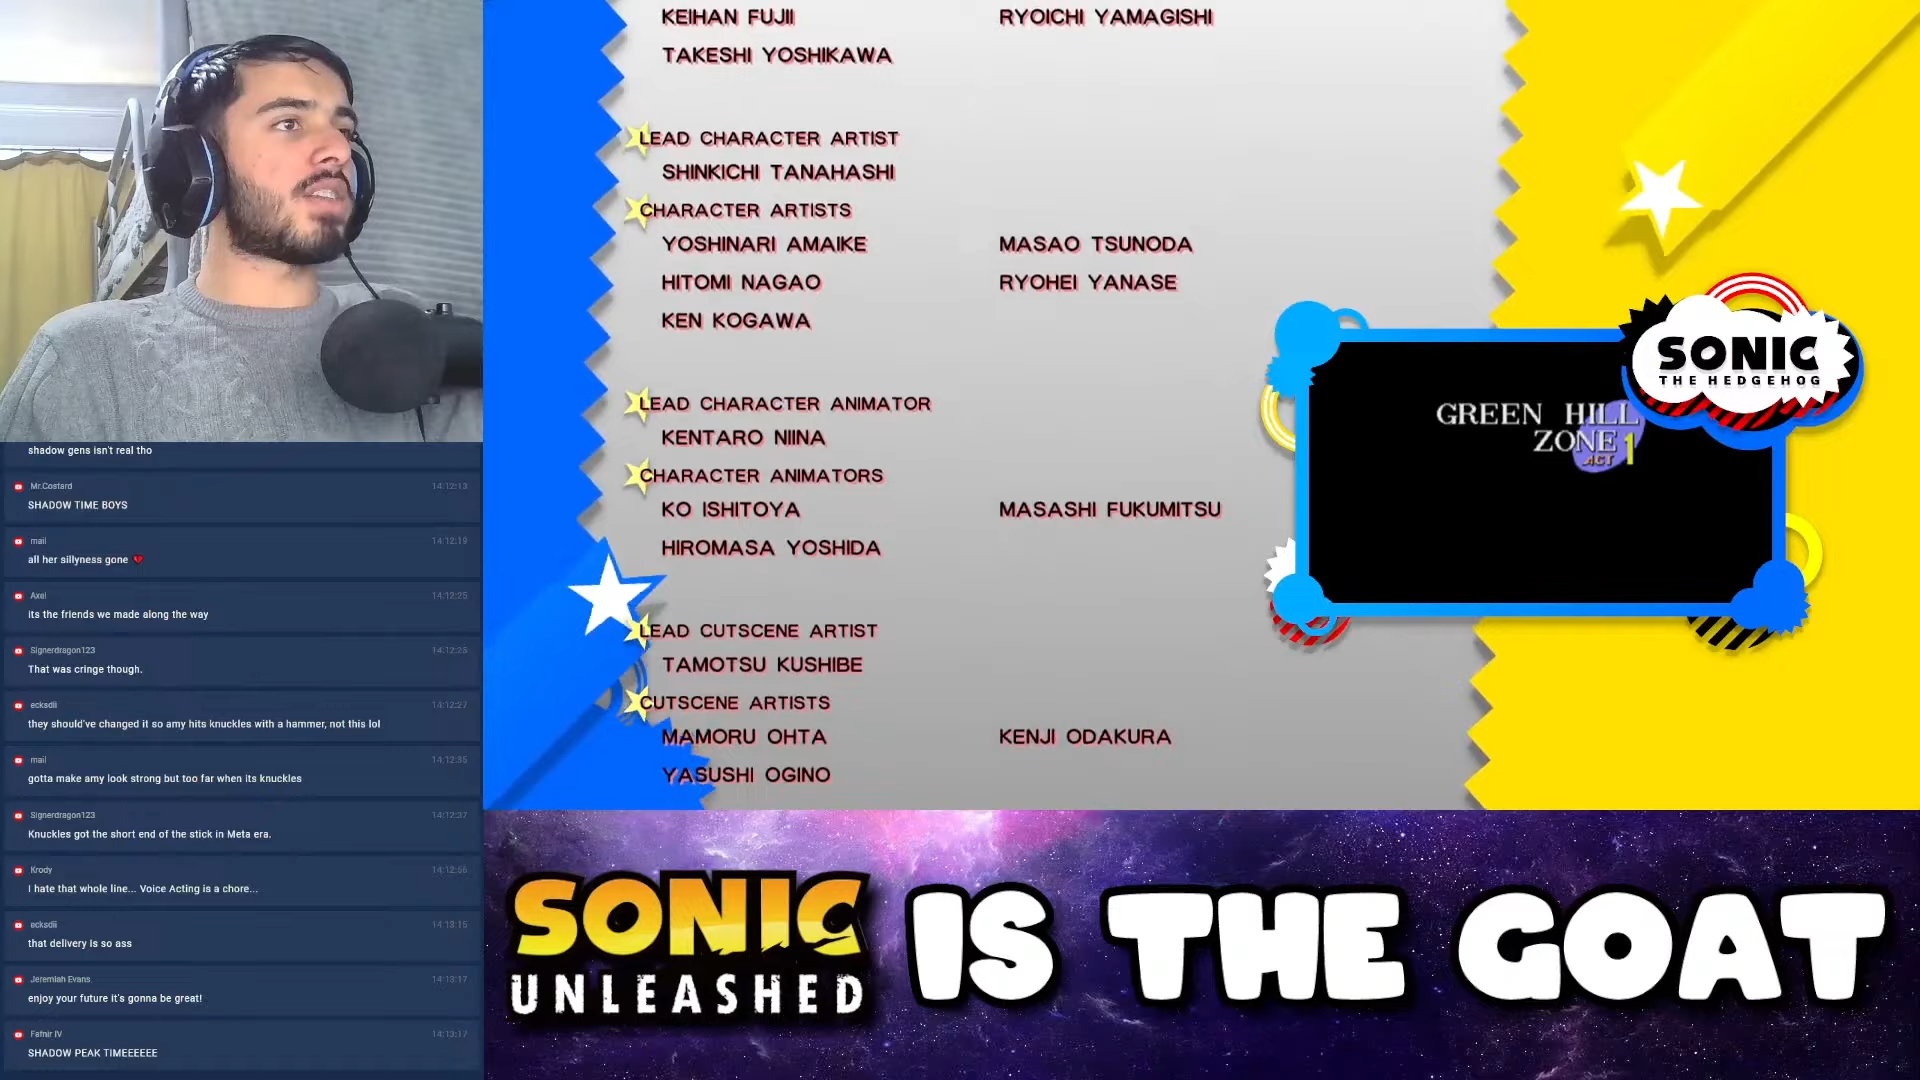 KEIHAN FUJII
RYOICHI YAMAGISHI
TAKESHI YOSHIKAWA
LEAD CHARACTER ARTIST
SHINKICHI TANAHASHI
CHARACTER ARTISTS
YOSHINARI AMAIKE
MASAO TSUNODA
HITOMI NAGAO
RYOHEI YANASE
KEN KOGAWA
LEAD CHARACTER ANIMATOR
KENTARO NIINA
CHARACTER ANIMATORS
KO ISHITOYA
MASASHI FUKUMITSU
HIROMASA YOSHIDA
LEAD CUTSCENE ARTIST
TAMOTSU KUSHIBE
CUTSCENE ARTISTS
MAMORU OHTA
KENJI ODAKURA
YASUSHI OGINO
SONIC
THE HEDGEHOG
GREEN HILL
ZONE
ACT 1
shadow gens isn't real tho
Mr.Costard 14:12:13
SHADOW TIME BOYS
mail 14:12:19
all her sillyness gone 💔
Axel 14:12:25
its the friends we made along the way
Signerdragon123 14:12:25
That was cringe though.
ecksdii 14:12:27
they should've changed it so amy hits knuckles with a hammer, not this lol
mail 14:12:35
gotta make amy look strong but too far when its knuckles
Signerdragon123 14:12:37
Knuckles got the short end of the stick in Meta era.
Krody 14:12:56
I hate that whole line... Voice Acting is a chore...
ecksdii 14:13:15
that delivery is so ass
Jeremiah Evans 14:13:17
enjoy your future it's gonna be great!
Fafnir IV 14:13:17
SHADOW PEAK TIMEEEEEE
SONIC
UNLEASHED
IS THE GOAT